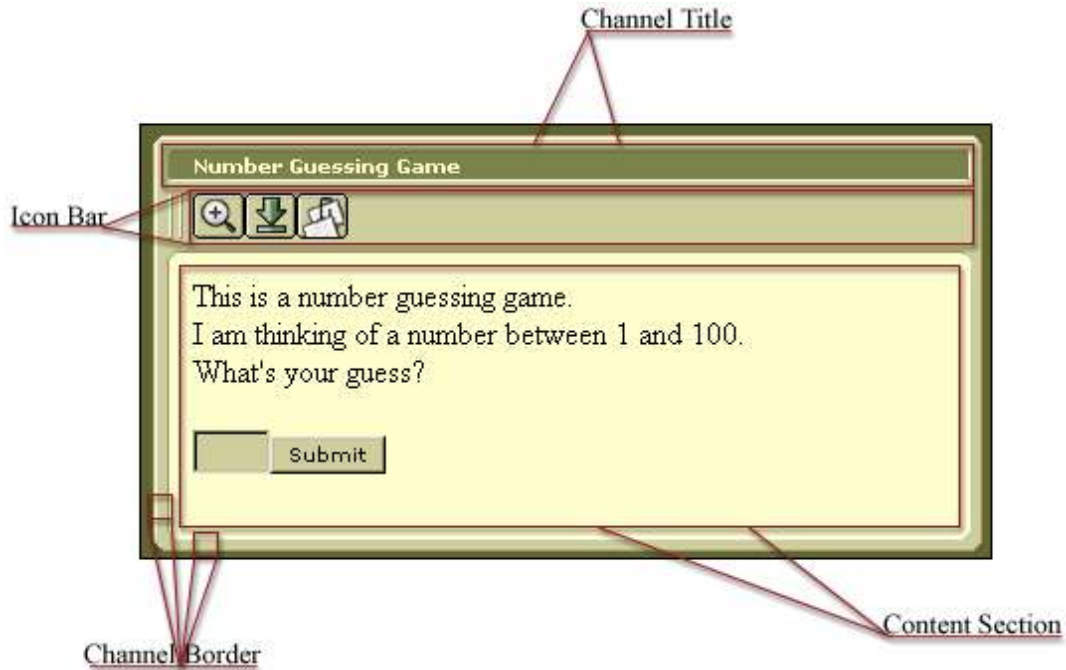 Channel Title
Number Guessing Game
Icon Bar
This is a number guessing game.
I am thinking of a number between 1 and 100.
What's your guess?
Submit
Content Section
Channel Border